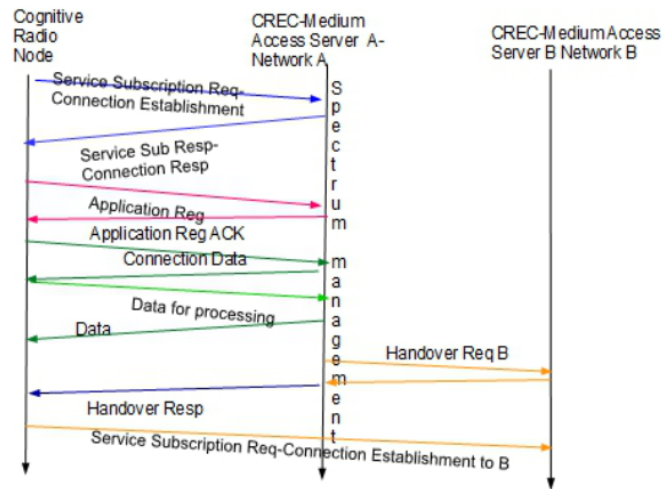 Cognitive
Radio
Node
CREC-Medium
Access Server A-
Network A
CREC-Medium Access
Server B Network B
Service Subscription Req-
Connection Establishment
Service Sub Resp-
Connection Resp
Application Reg
Application Reg ACK
Connection Data
Data for processing
Data
Spectrum management
Handover Req B
Handover Resp
Service Subscription Req-Connection Establishment to B